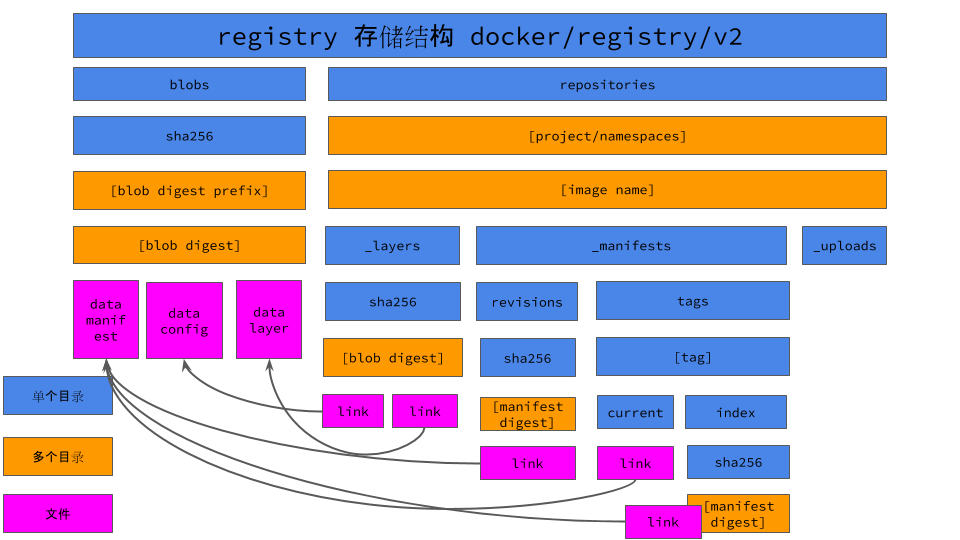 registry 存储结构 docker/registry/v2
blobs
repositories
sha256
[project/namespaces]
[blob digest prefix]
[image name]
[blob digest]
_layers
_manifests
_uploads
data
manif
est
data
config
data
layer
sha256
revisions
tags
[blob digest]
sha256
[tag]
单个目录
link
link
[manifest
digest]
current
index
多个目录
link
link
sha256
文件
link
[manifest
digest]